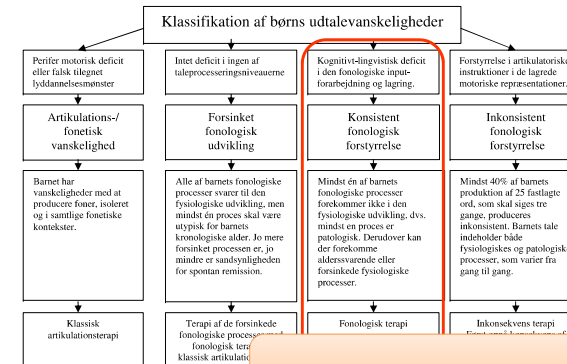 Klassifikation af børns udtalevanskeligheder
Perifer motorisk deficit
eller falsk tilegnet
lyddannelsesmønster
Artikulations-/
fonetisk
vanskelighed
Barnet har
vanskeligheder med at
producere foner, isoleret
og i samtlige fonetiske
kontekster.
Klassisk
artikulationsterapi
Intet deficit i ingen af
taleprocesseringsniveauerne
Forsinket
fonologisk
udvikling
Alle af barnets fonologiske
processer svarer til den
fysiologiske udvikling, men
mindst én proces skal være
utypisk for barnets
kronologiske alder. Jo mere
forsinket processen er, jo
mindre er sandsynligheden
for spontan remission.
Terapi af de forsinkede
fonologiske processer med
fonologisk
klassisk
Kognitivt-lingvistisk deficit
i den fonologiske input-
forarbejdning og lagring.
Konsistent
fonologisk
forstyrrelse
Mindst én af barnets
fonologiske processer
forekommer ikke i den
fysiologiske udvikling, dvs.
mindst en proces er
patologisk. Derudover kan
der forekomme
alderssvarende eller
forsinkede fysiologiske
processer.
Fonologisk terapi
Forstyrrelse i artikulatoriske
instruktioner i de lagrede
motoriske repræsentationer.
Inkonsistent
fonologisk
forstyrrelse
Mindst 40% af barnets
produktion af 25 fastlagte
ord, som skal siges tre
gange, produceres
inkonsistent. Barnets tale
indeholder både
fysiologiskes og patologiske
processer, som varier fra
gang til gang.
Inkonsekvens terapi